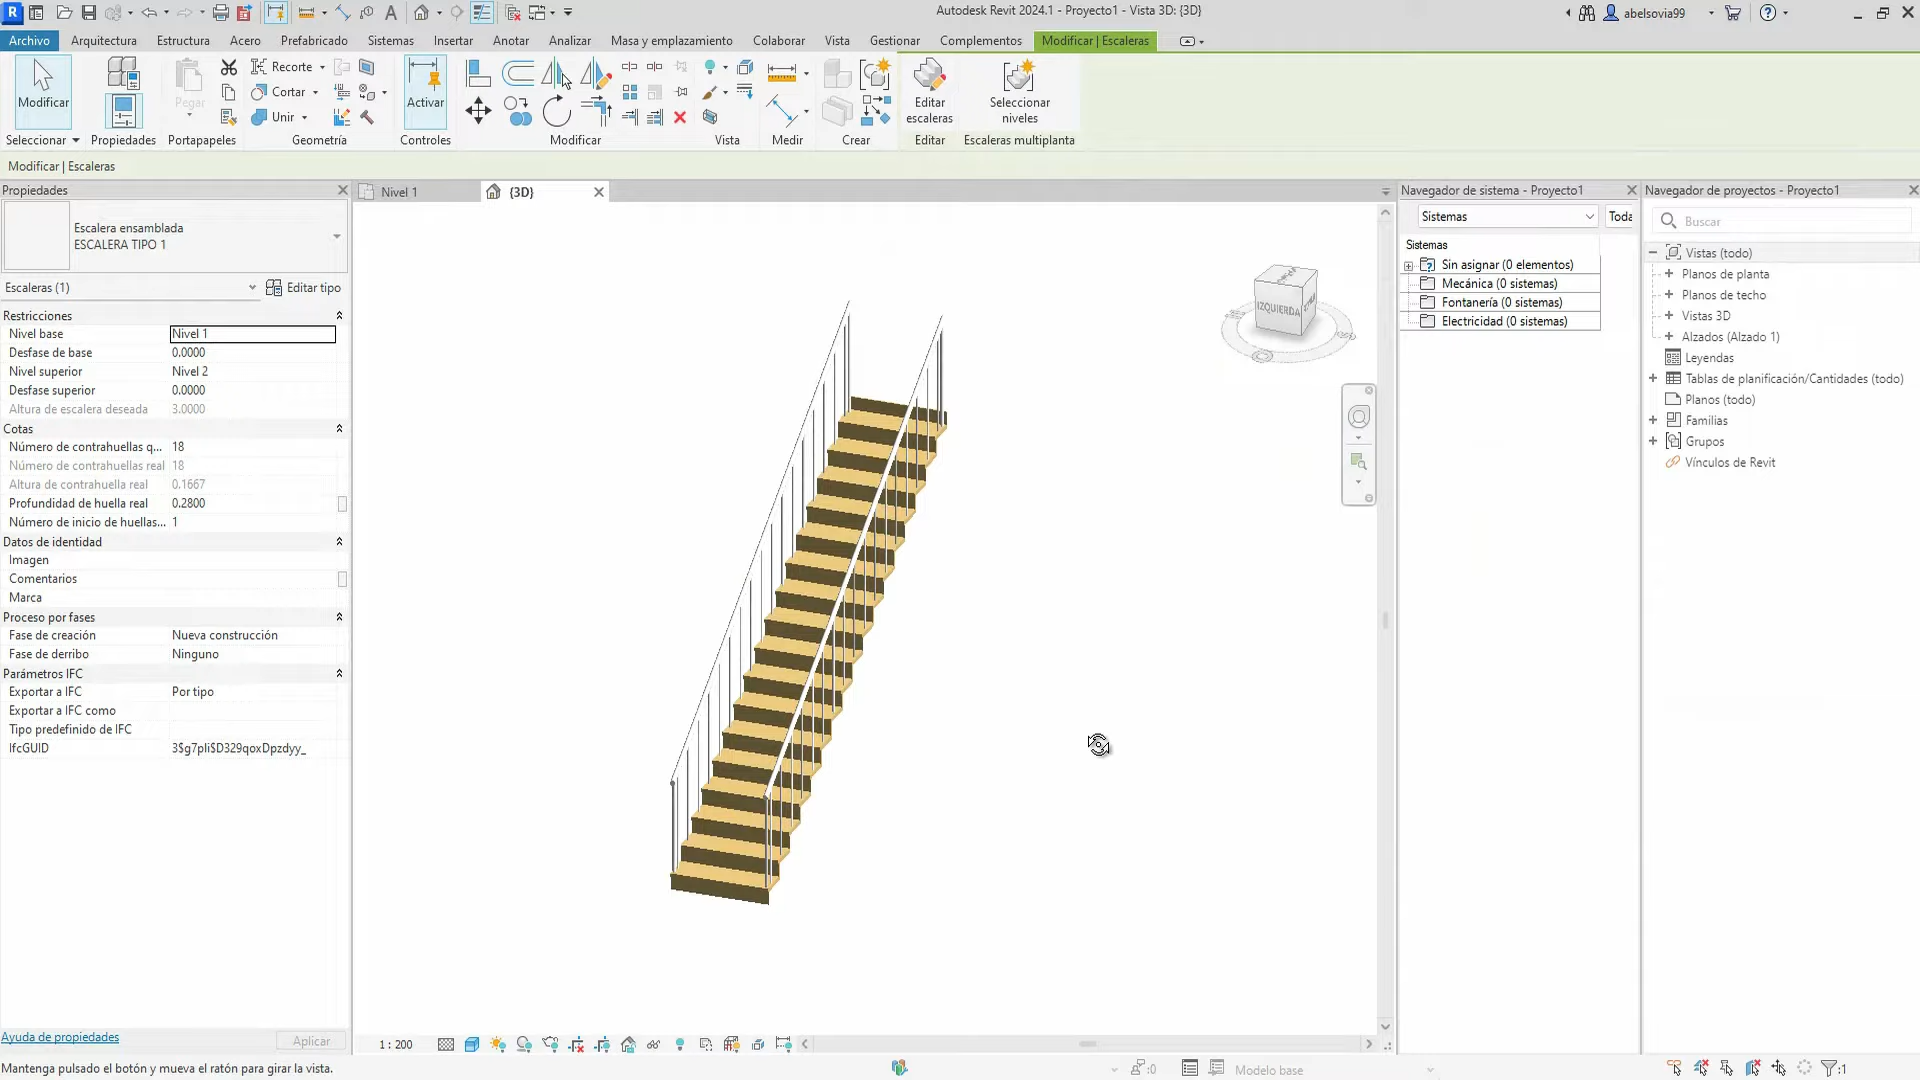 Autodesk Revit 2024.1 - Proyecto1 - Vista 3D: {3D}
abelsovia99
Archivo
Arquitectura
Estructura
Acero
Prefabricado
Sistemas
Insertar
Anotar
Analizar
Masa y emplazamiento
Colaborar
Vista
Gestionar
Complementos
Modificar | Escaleras
Modificar
Pegar
Recorte
Cortar
Unir
Activar
Editar
escaleras
Seleccionar
niveles
Seleccionar
Propiedades
Portapapeles
Geometría
Controles
Modificar
Vista
Medir
Crear
Editar
Escaleras multiplanta
Modificar | Escaleras
Propiedades
Escalera ensamblada
ESCALERA TIPO 1
Escaleras (1)
Editar tipo
Restricciones
Nivel base Nivel 1
Desfase de base 0.0000
Nivel superior Nivel 2
Desfase superior 0.0000
Altura de escalera deseada 3.0000
Cotas
Número de contrahuellas q... 18
Número de contrahuellas real 18
Altura de contrahuella real 0.1667
Profundidad de huella real 0.2800
Número de inicio de huellas... 1
Datos de identidad
Imagen
Comentarios
Marca
Proceso por fases
Fase de creación Nueva construcción
Fase de derribo Ninguno
Parámetros IFC
Exportar a IFC Por tipo
Exportar a IFC como
Tipo predefinido de IFC
IfcGUID 3$g7pli$D329qoxDpzdyy_
Ayuda de propiedades
Aplicar
Nivel 1
{3D}
IZQUIERDA
1 : 200
Navegador de sistema - Proyecto1
Sistemas
Toda
Sistemas
Sin asignar (0 elementos)
Mecánica (0 sistemas)
Fontanería (0 sistemas)
Electricidad (0 sistemas)
Navegador de proyectos - Proyecto1
Buscar
Vistas (todo)
Planos de planta
Planos de techo
Vistas 3D
Alzados (Alzado 1)
Leyendas
Tablas de planificación/Cantidades (todo)
Planos (todo)
Familias
Grupos
Vínculos de Revit
Mantenga pulsado el botón y mueva el ratón para girar la vista.
:0
Modelo base
:1